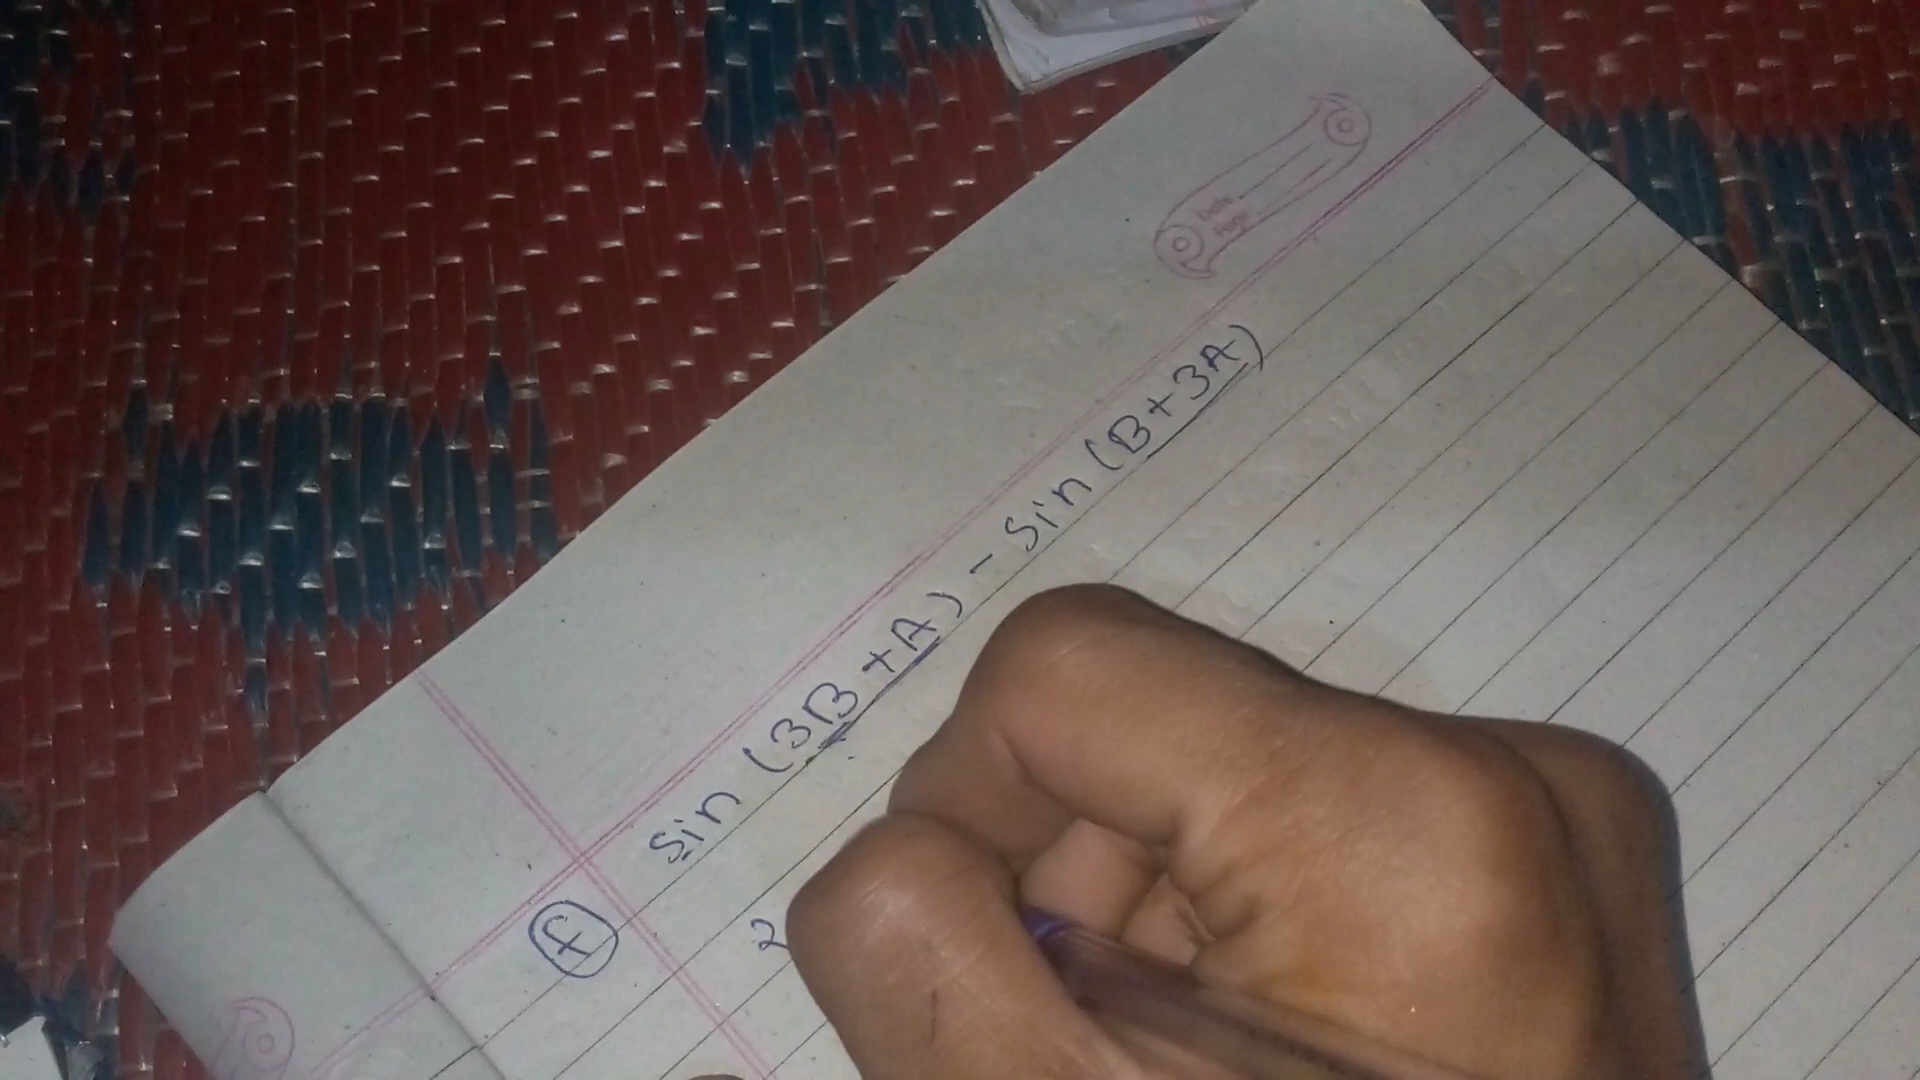 Date
Page
(f) Sin (3B + A) - Sin (B + 3A)
2